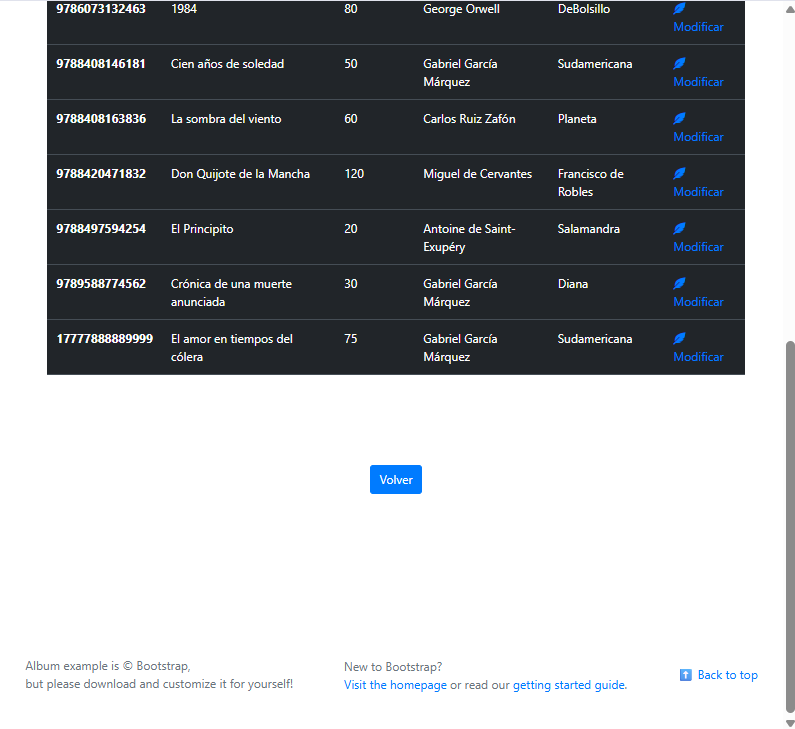 9786073132463 1984 80 George Orwell DeBolsillo
Modificar
9788408146181 Cien años de soledad 50 Gabriel García Sudamericana
Márquez Modificar
9788408163836 La sombra del viento 60 Carlos Ruiz Zafón Planeta
Modificar
9788420471832 Don Quijote de la Mancha 120 Miguel de Cervantes Francisco de
Robles Modificar
9788497594254 El Principito 20 Antoine de Saint- Salamandra
Exupéry Modificar
9789588774562 Crónica de una muerte 30 Gabriel García Diana
anunciada Márquez Modificar
17777888889999 El amor en tiempos del 75 Gabriel García Sudamericana
cólera Márquez Modificar
Volver
Album example is © Bootstrap,
but please download and customize it for yourself!
New to Bootstrap?
Visit the homepage or read our getting started guide.
Back to top